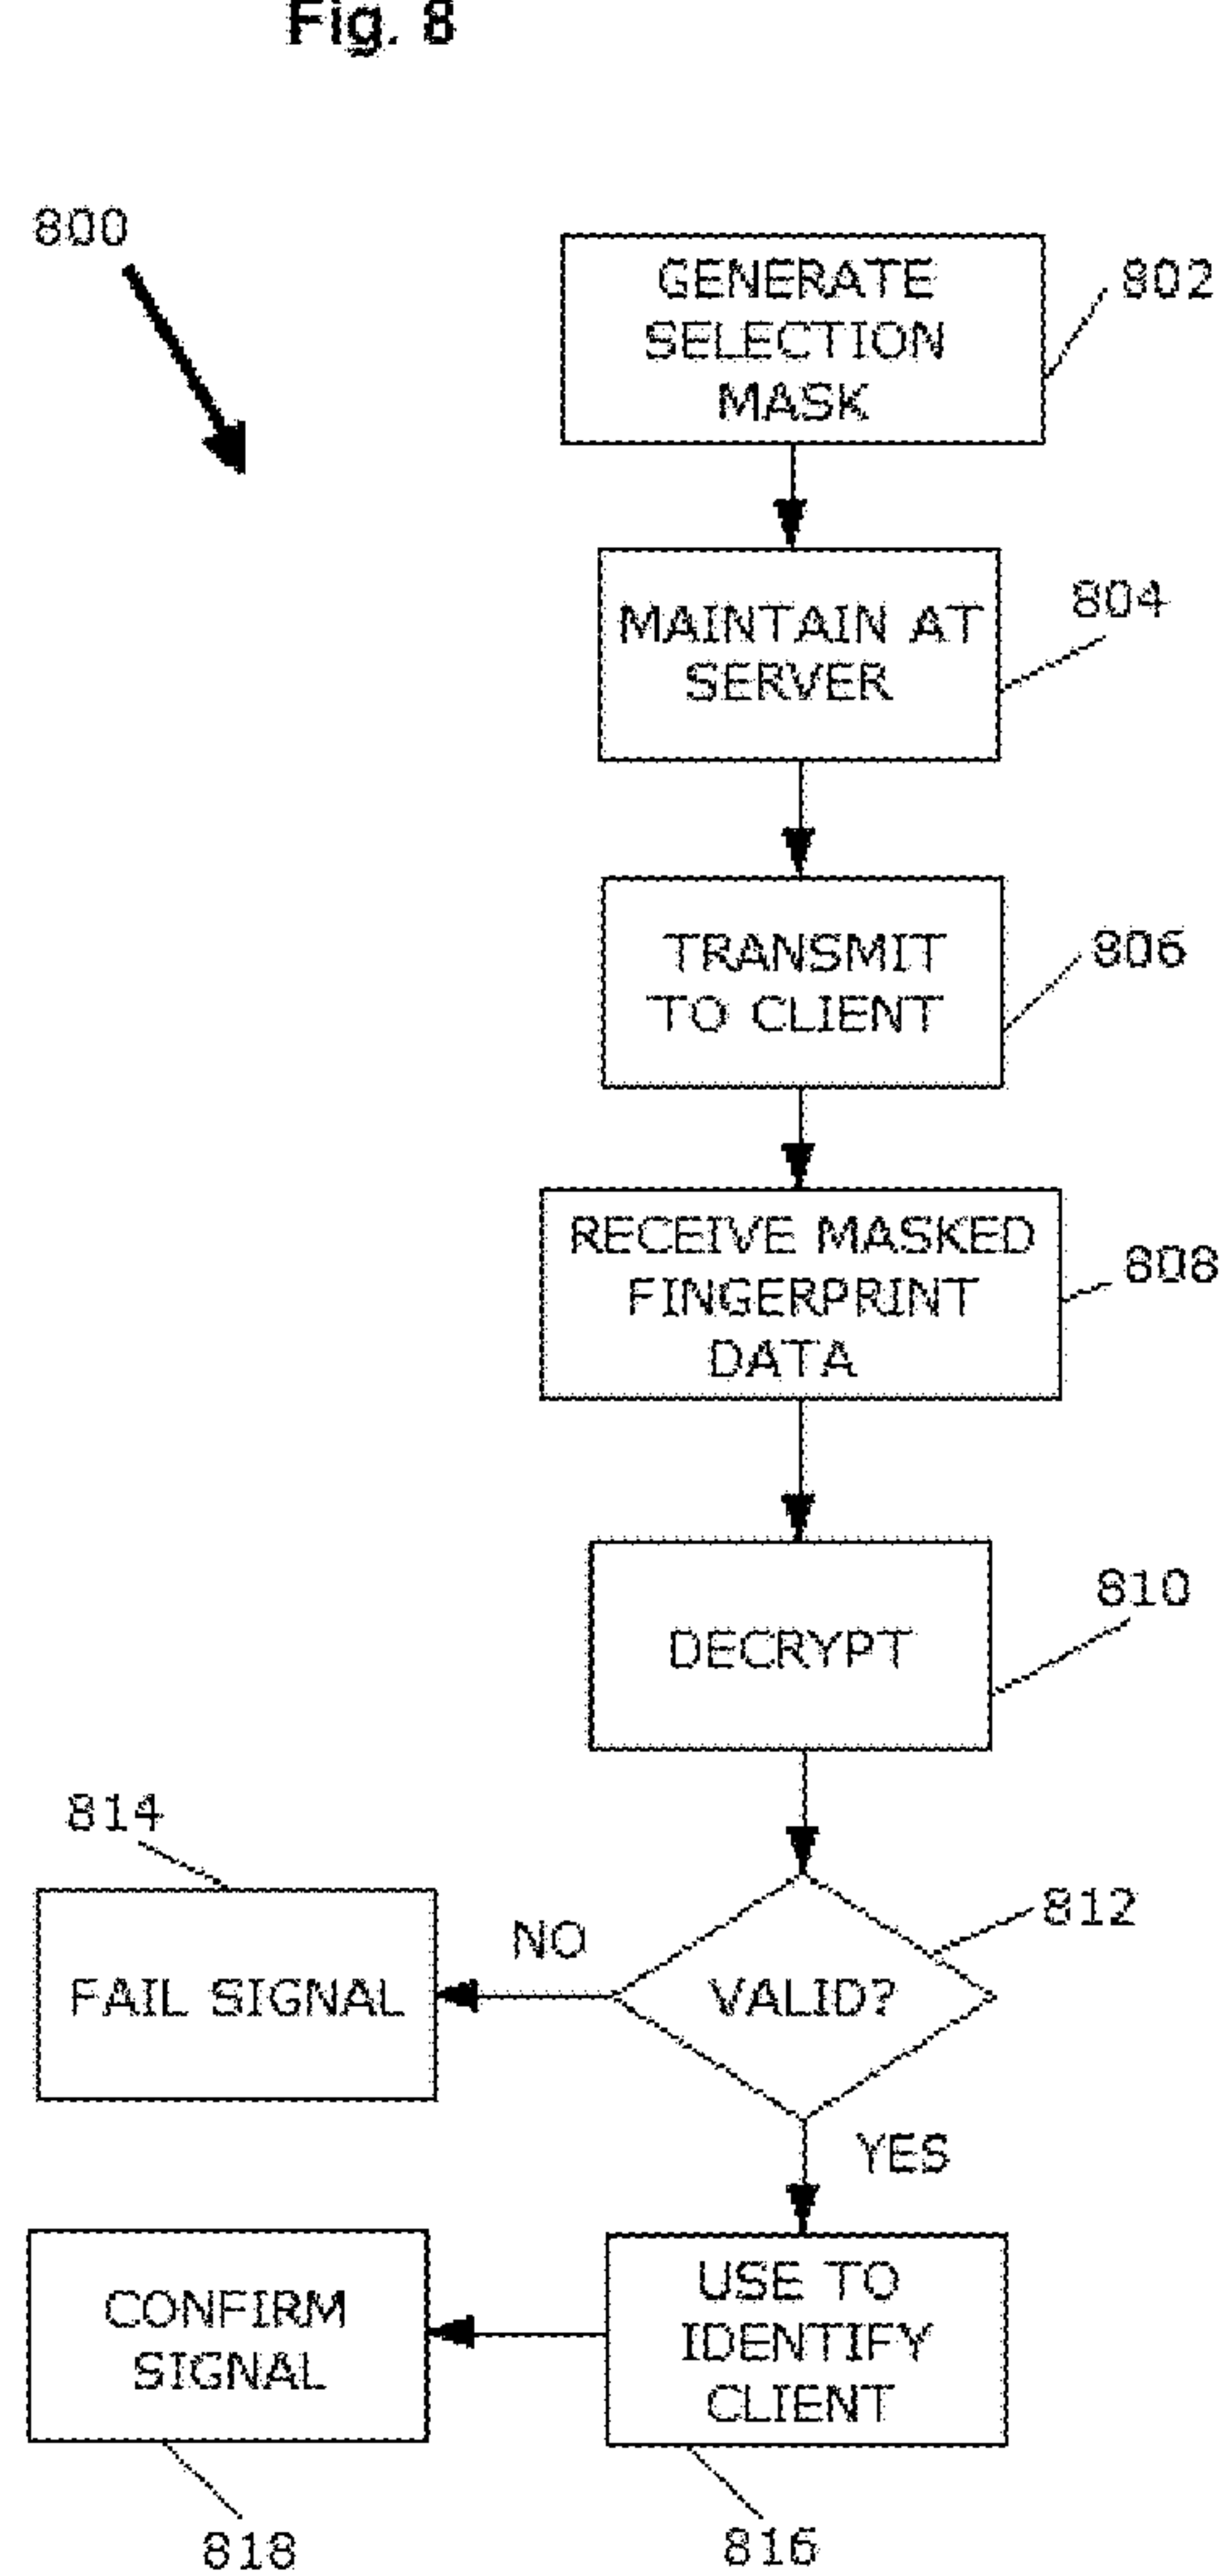 Fig. 8
800
GENERATE
SELECTION
MASK
802
MAINTAIN AT
SERVER
804
TRANSMIT
TO CLIENT
806
RECEIVE MASKED
FINGERPRINT
DATA
808
DECRYPT
810
812
VALID?
NO
814
FAIL SIGNAL
YES
USE TO
IDENTIFY
CLIENT
816
CONFIRM
SIGNAL
818